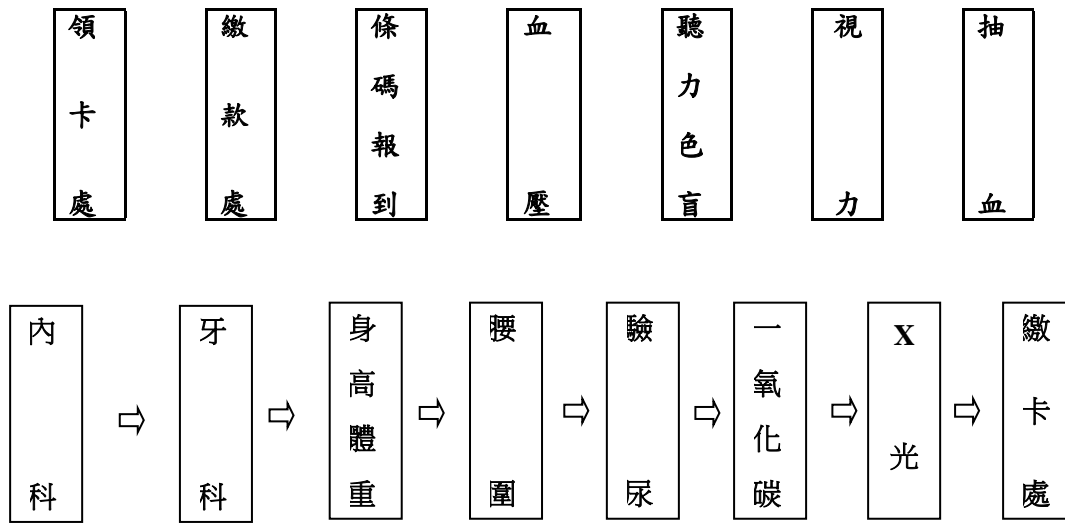 領卡處
繳款處
條碼報到
血壓
聽力色盲
視力
抽血
內科
⇨
牙科
⇨
身高體重
⇨
腰圍
⇨
驗尿
⇨
一氧化碳
⇨
X光
⇨
繳卡處